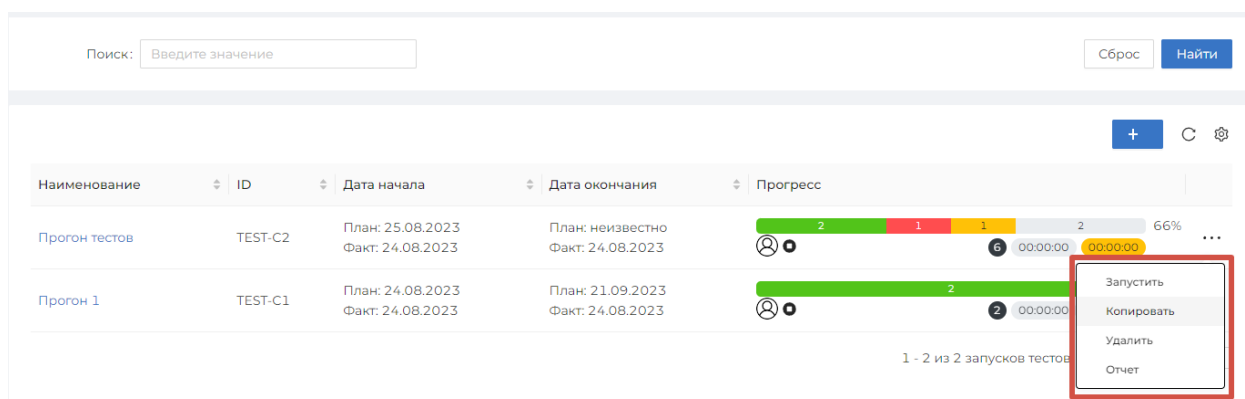 Поиск: Введите значение Сброс Найти
+
Наименование ID Дата начала Дата окончания Прогресс
Прогон тестов TEST-C2 План: 25.08.2023 План: неизвестно 2 1 1 2 66%
Факт: 24.08.2023 Факт: 24.08.2023 6 00:00:00 00:00:00 ...
Запустить
Прогон 1 TEST-C1 План: 24.08.2023 План: 21.09.2023 2
Факт: 24.08.2023 Факт: 24.08.2023 2 00:00:00 Копировать
Удалить
1 - 2 из 2 запусков тестов
Отчет